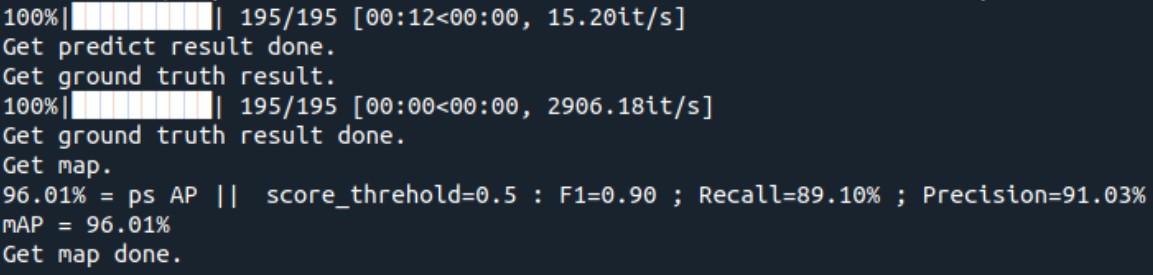 100%|██████████| 195/195 [00:12<00:00, 15.20it/s]
Get predict result done.
Get ground truth result.
100%|██████████| 195/195 [00:00<00:00, 2906.18it/s]
Get ground truth result done.
Get map.
96.01% = ps AP ||  score_threhold=0.5 : F1=0.90 ; Recall=89.10% ; Precision=91.03%
mAP = 96.01%
Get map done.